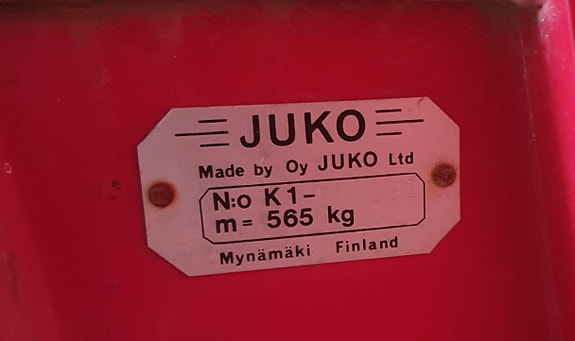 JUKO
Made by Oy JUKO Ltd
N:o K1-
m= 565 kg
Mynämäki Finland